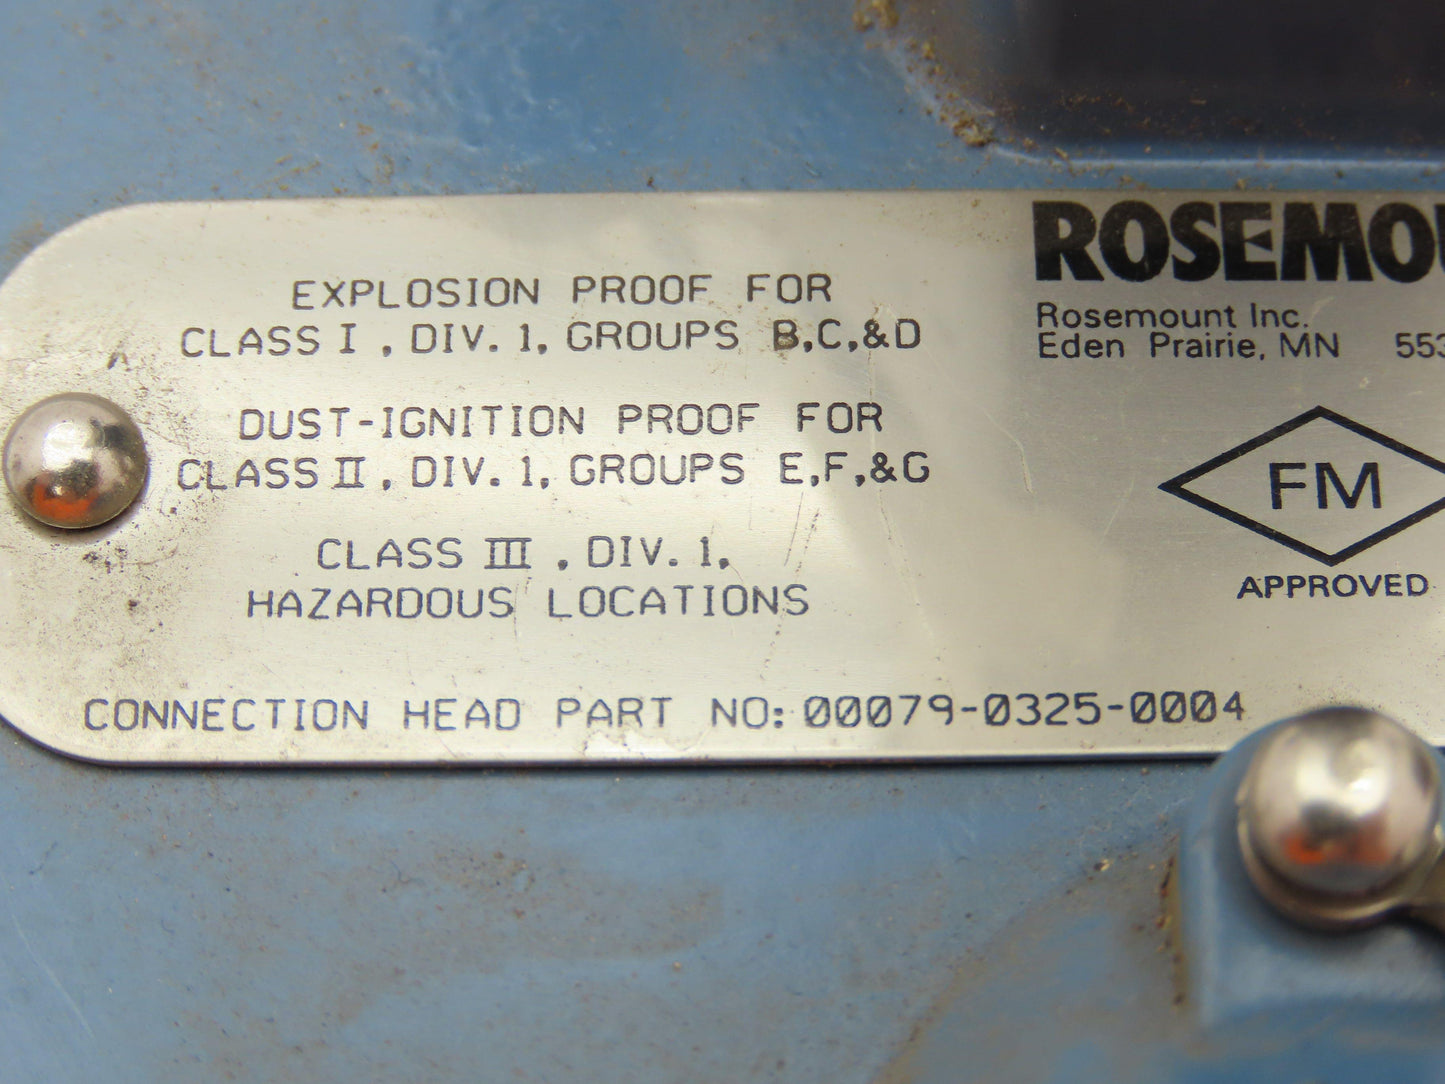 EXPLOSION PROOF FOR
CLASS I, DIV. 1, GROUPS B,C,&D
DUST-IGNITION PROOF FOR
CLASS II, DIV. 1, GROUPS E,F,&G
CLASS III, DIV. 1,
HAZARDOUS LOCATIONS
CONNECTION HEAD PART NO: 00079-0325-0004
ROSEMOU
Rosemount Inc.
Eden Prairie, MN 553
FM
APPROVED